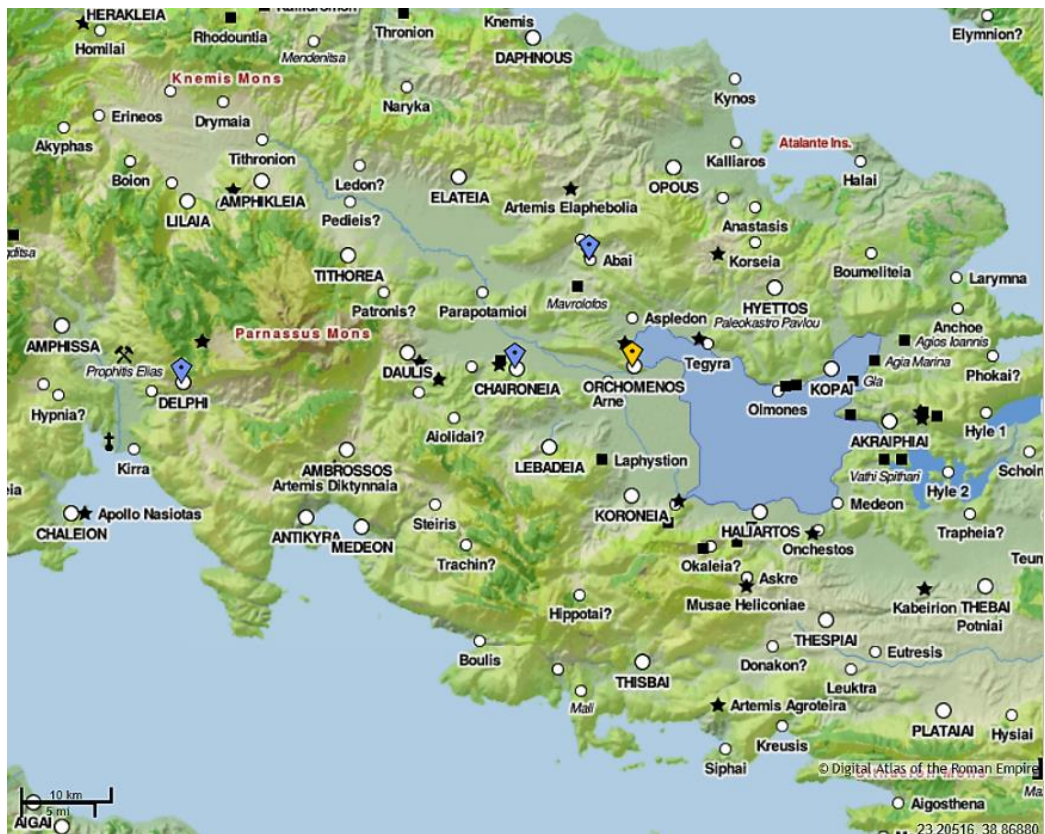 HERAKLEIA
Homilai
Rhodountia
Thronion
Mendenitsa
Knemis
DAPHNOUS
Elymnion?
Knemis Mons
Erineos
Drymaia
Naryka
Kynos
Akyphas
Tithronion
Kalliaros
Atalante Ins.
Boion
AMPHIKLEIA
Ledon?
ELATEIA
Artemis Elaphebolia
OPOUS
Halai
LILAIA
Pedieis?
Anastasis
TITHOREA
Abai
Korseia
Boumeliteia
Larymna
Patronis?
Parapotamioi
Mavrolofos
HYETTOS
Paleokastro Pavlou
Aspledon
Anchoe
Agios Ioannis
AMPHISSA
Parnassus Mons
Prophitis Elias
Tegyra
Agia Marina
Phokai?
DAULIS
CHAIRONEIA
ORCHOMENOS
Arne
KOPAI
Gla
Hypnia?
DELPHI
Olmones
Aiolidai?
AKRAIPHIAI
Hyle 1
Kirra
AMBROSSOS
Artemis Diktynnaia
LEBADEIA
Laphystion
Vathi Spithari
Schoin
Hyle 2
CHALEION
Apollo Nasiotas
ANTIKYRA
MEDEON
Steiris
KORONEIA
HALIARTOS
Medeon
Onchestos
Trapheia?
Trachin?
Okaleia?
Teun
Askre
Musae Heliconiae
Hippotai?
Kabeirion
THEBAI
Potniai
THESPIAI
Boulis
Donakon?
Eutresis
THISBAI
Leuktra
Mali
Artemis Agroteira
PLATAIAI
Hysiai
Kreusis
Siphai
© Digital Atlas of the Roman Empire
10 km
5 mi
Aigosthena
AIGAI
23.20516, 38.86880